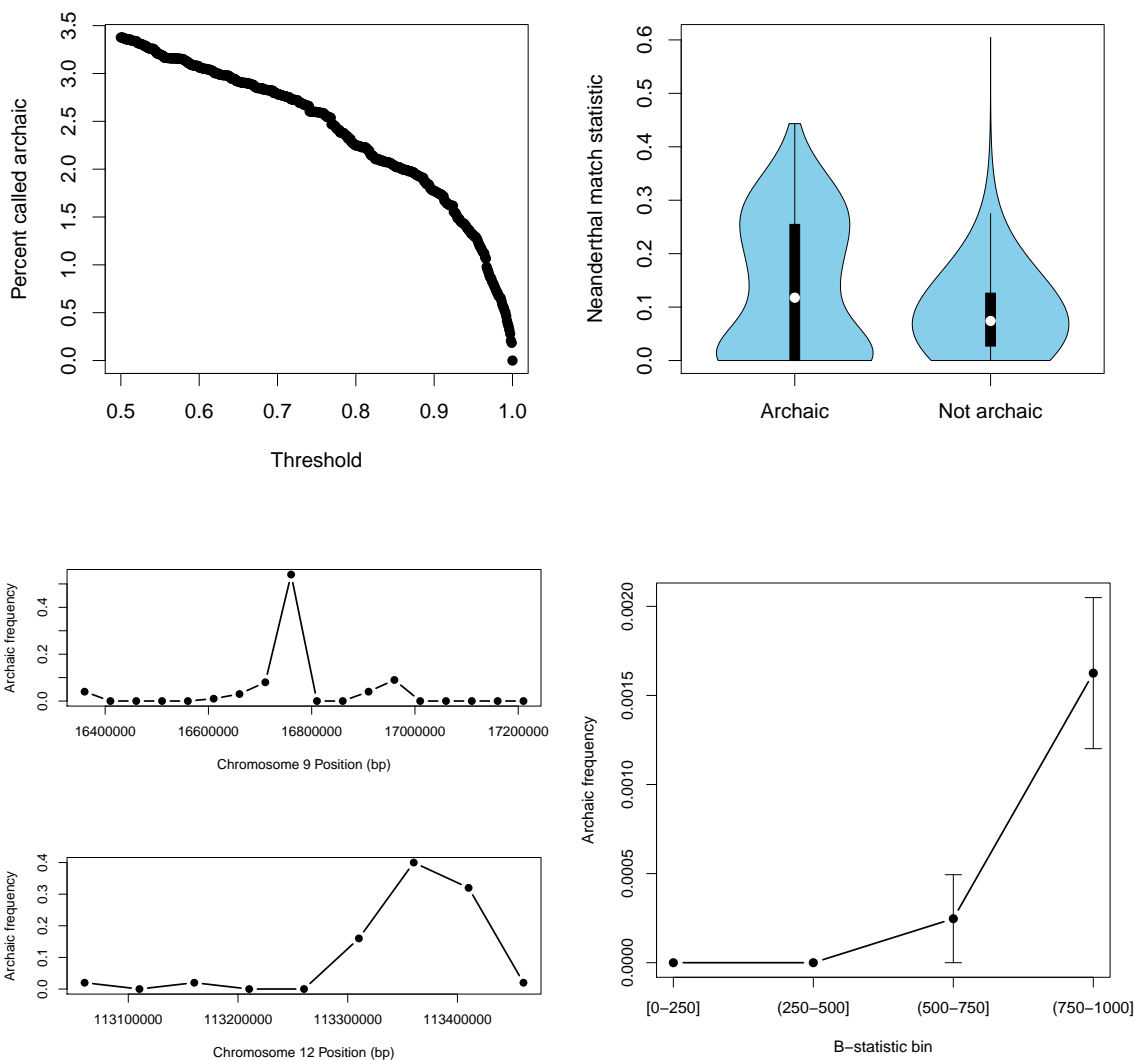 Percent called archaic
3.5
3.0
2.5
2.0
1.5
1.0
0.5
0.0
0.5 0.6 0.7 0.8 0.9 1.0
Threshold
Neanderthal match statistic
0.6
0.5
0.4
0.3
0.2
0.1
0.0
Archaic Not archaic
Archaic frequency
0.4
0.2
0.0
16400000 16600000 16800000 17000000 17200000
Chromosome 9 Position (bp)
Archaic frequency
0.4
0.3
0.2
0.1
0.0
113100000 113200000 113300000 113400000
Chromosome 12 Position (bp)
Archaic frequency
0.0020
0.0015
0.0010
0.0005
0.0000
[0−250] (250−500] (500−750] (750−1000]
B−statistic bin